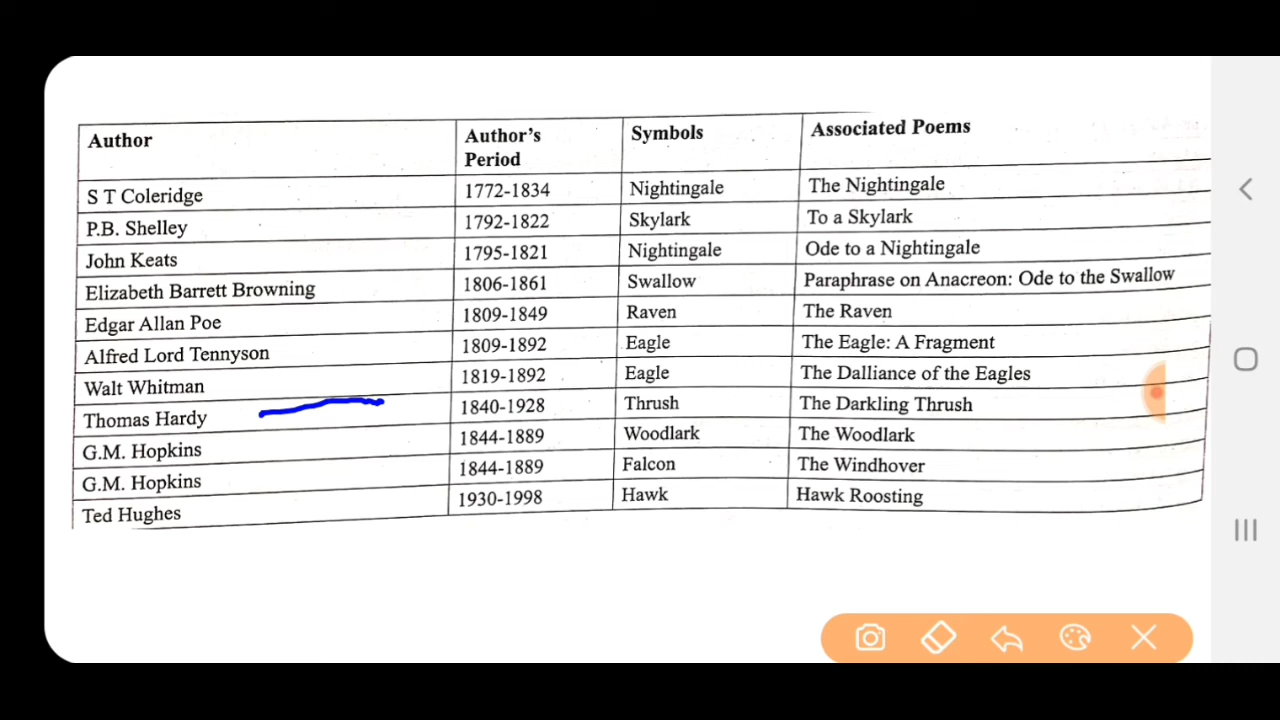 Author Author's Period Symbols Associated Poems
S T Coleridge 1772-1834 Nightingale The Nightingale
P.B. Shelley 1792-1822 Skylark To a Skylark
John Keats 1795-1821 Nightingale Ode to a Nightingale
Elizabeth Barrett Browning 1806-1861 Swallow Paraphrase on Anacreon: Ode to the Swallow
Edgar Allan Poe 1809-1849 Raven The Raven
Alfred Lord Tennyson 1809-1892 Eagle The Eagle: A Fragment
Walt Whitman 1819-1892 Eagle The Dalliance of the Eagles
Thomas Hardy 1840-1928 Thrush The Darkling Thrush
G.M. Hopkins 1844-1889 Woodlark The Woodlark
G.M. Hopkins 1844-1889 Falcon The Windhover
Ted Hughes 1930-1998 Hawk Hawk Roosting